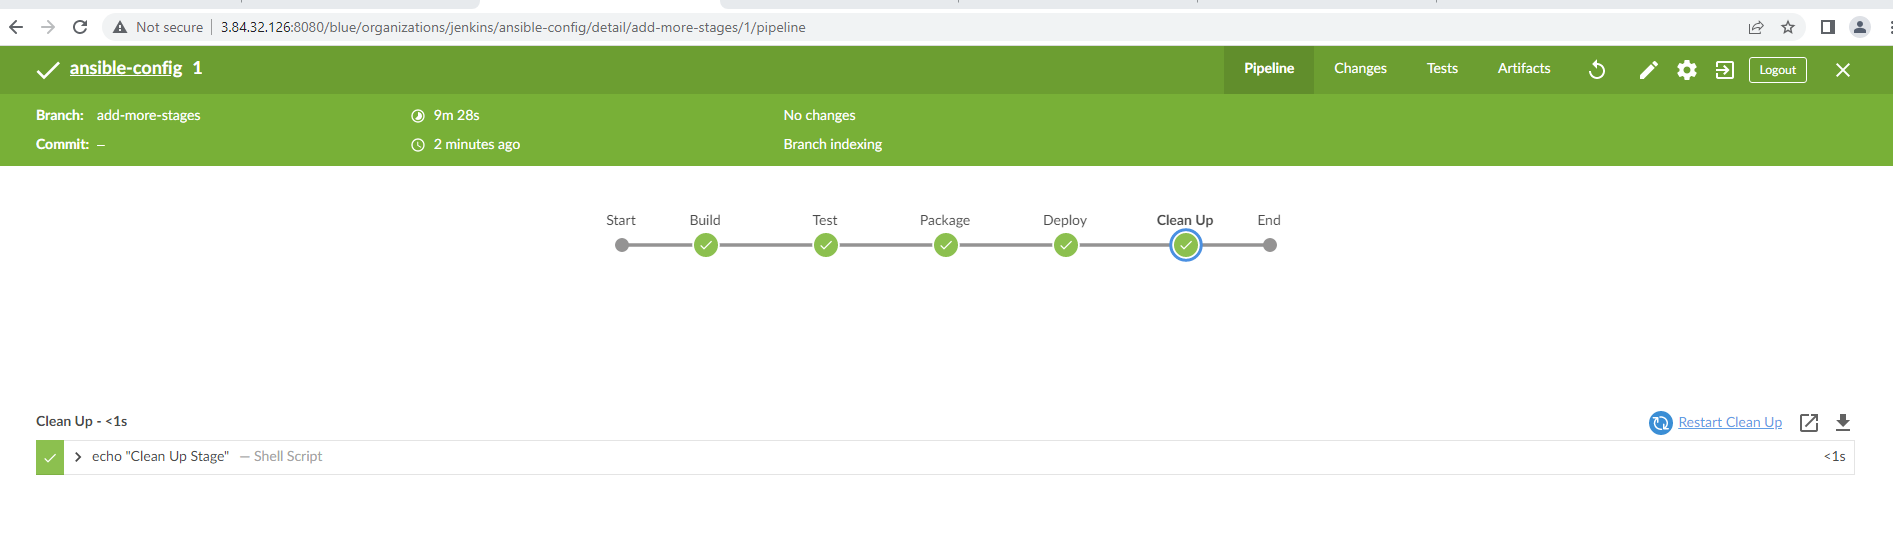 Not secure | 3.84.32.126:8080/blue/organizations/jenkins/ansible-config/detail/add-more-stages/1/pipeline
ansible-config 1 Pipeline Changes Tests Artifacts Logout
Branch: add-more-stages 9m 28s No changes
Commit: – 2 minutes ago Branch indexing
Start Build Test Package Deploy Clean Up End
Clean Up - <1s Restart Clean Up
echo "Clean Up Stage" — Shell Script <1s